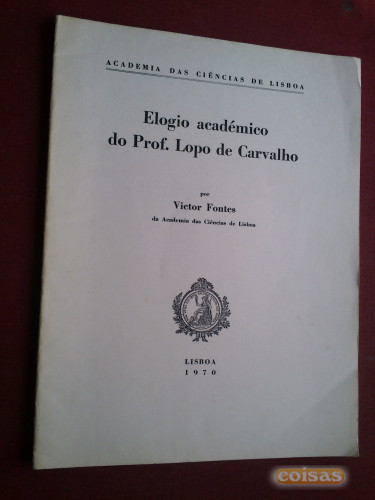 ACADEMIA DAS CIÊNCIAS DE LISBOA
Elogio académico
do Prof. Lopo de Carvalho
por
Victor Fontes
da Academia das Ciências de Lisboa
LISBOA
1970
coisas